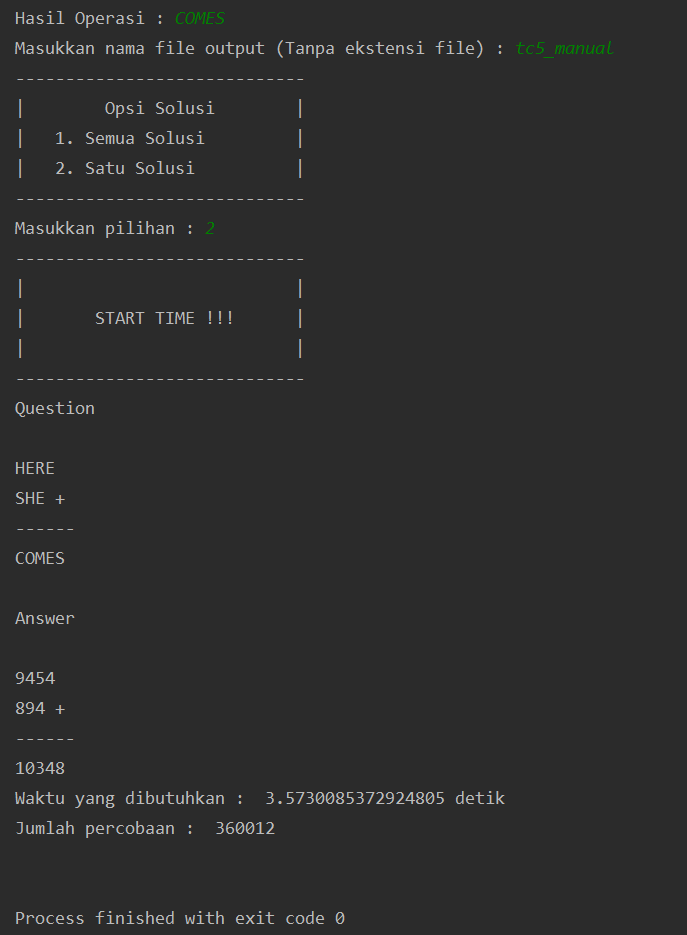 Hasil Operasi : COMES
Masukkan nama file output (Tanpa ekstensi file) : tc5_manual
-----------------------------
|        Opsi Solusi        |
|   1. Semua Solusi         |
|   2. Satu Solusi          |
-----------------------------
Masukkan pilihan : 2
-----------------------------
|                           |
|       START TIME !!!      |
|                           |
-----------------------------
Question
HERE
SHE +
------
COMES
Answer
9454
894 +
------
10348
Waktu yang dibutuhkan :  3.5730085372924805 detik
Jumlah percobaan :  360012
Process finished with exit code 0